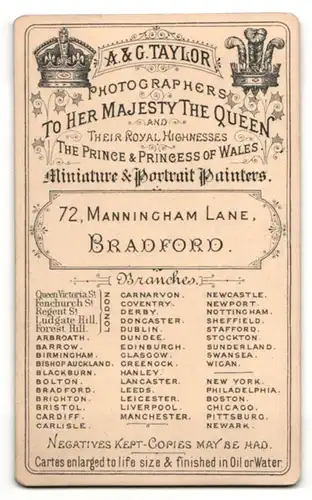 A. & G. TAYLOR
PHOTOGRAPHERS
TO HER MAJESTY THE QUEEN
AND
THEIR ROYAL HIGHNESSES
THE PRINCE & PRINCESS OF WALES.
Miniature & Portrait Painters.
72, MANNINGHAM LANE,
BRADFORD.
Branches.
Queen Victoria St
Fenchurch St
Regent St
Ludgate Hill.
Forest Hill.
LONDON
ARBROATH.
BARROW.
BIRMINGHAM.
BISHOP AUCKLAND.
BLACKBURN.
BOLTON.
BRADFORD.
BRIGHTON.
BRISTOL.
CARDIFF.
CARLISLE.
CARNARVON.
COVENTRY.
DERBY.
DONCASTER.
DUBLIN.
DUNDEE.
EDINBURGH.
GLASGOW.
GREENOCK.
HANLEY.
LANCASTER.
LEEDS.
LEICESTER.
LIVERPOOL.
MANCHESTER.
NEWCASTLE.
NEWPORT.
NOTTINGHAM.
SHEFFIELD.
STAFFORD.
STOCKTON.
SUNDERLAND.
SWANSEA.
WIGAN.
NEW YORK.
PHILADELPHIA.
BOSTON.
CHICAGO.
PITTSBURG.
NEWARK.
NEGATIVES KEPT-COPIES MAY BE HAD.
Cartes enlarged to life size & finished in Oil or Water